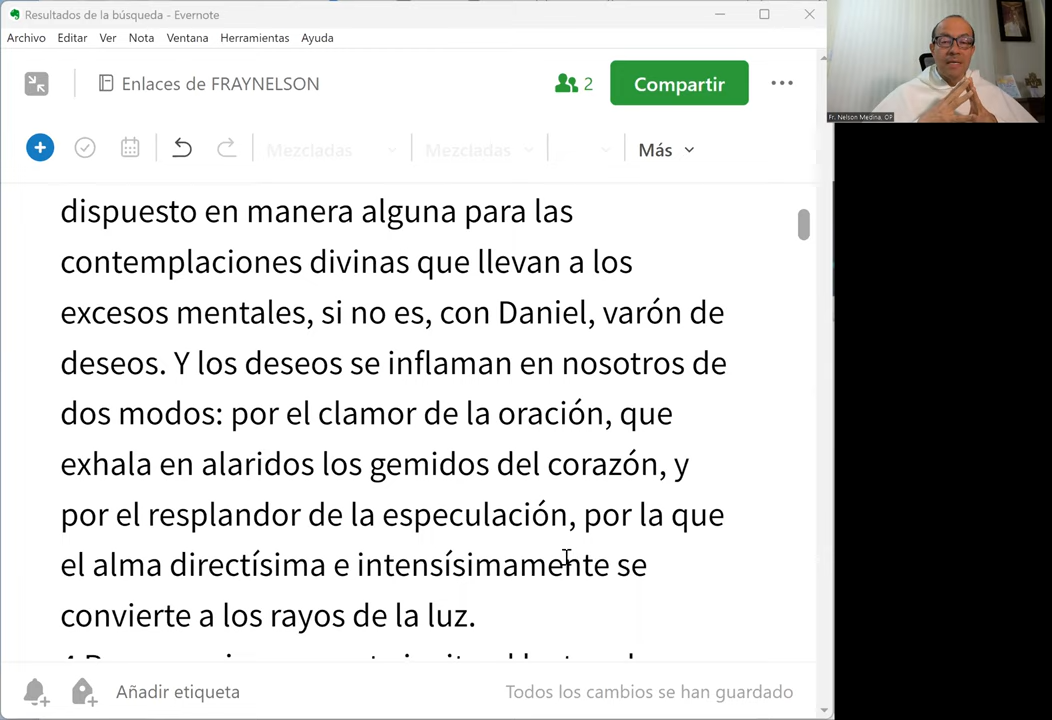 Resultados de la búsqueda - Evernote
Archivo Editar Ver Nota Ventana Herramientas Ayuda
Enlaces de FRAYNELSON 2 Compartir
Mezcladas Mezcladas Más
dispuesto en manera alguna para las
contemplaciones divinas que llevan a los
excesos mentales, si no es, con Daniel, varón de
deseos. Y los deseos se inflaman en nosotros de
dos modos: por el clamor de la oración, que
exhala en alaridos los gemidos del corazón, y
por el resplandor de la especulación, por la que
el alma directísima e intensísimamente se
convierte a los rayos de la luz.
Añadir etiqueta Todos los cambios se han guardado
Fr. Nelson Medina, OP